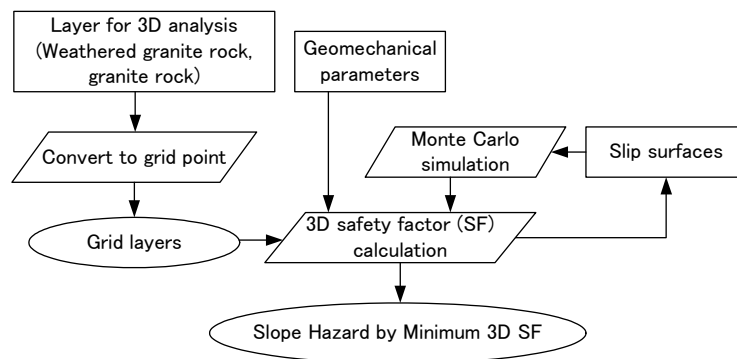 Layer for 3D analysis
(Weathered granite rock,
granite rock)
Geomechanical
parameters
Convert to grid point
Monte Carlo
simulation
Slip surfaces
Grid layers
3D safety factor (SF)
calculation
Slope Hazard by Minimum 3D SF